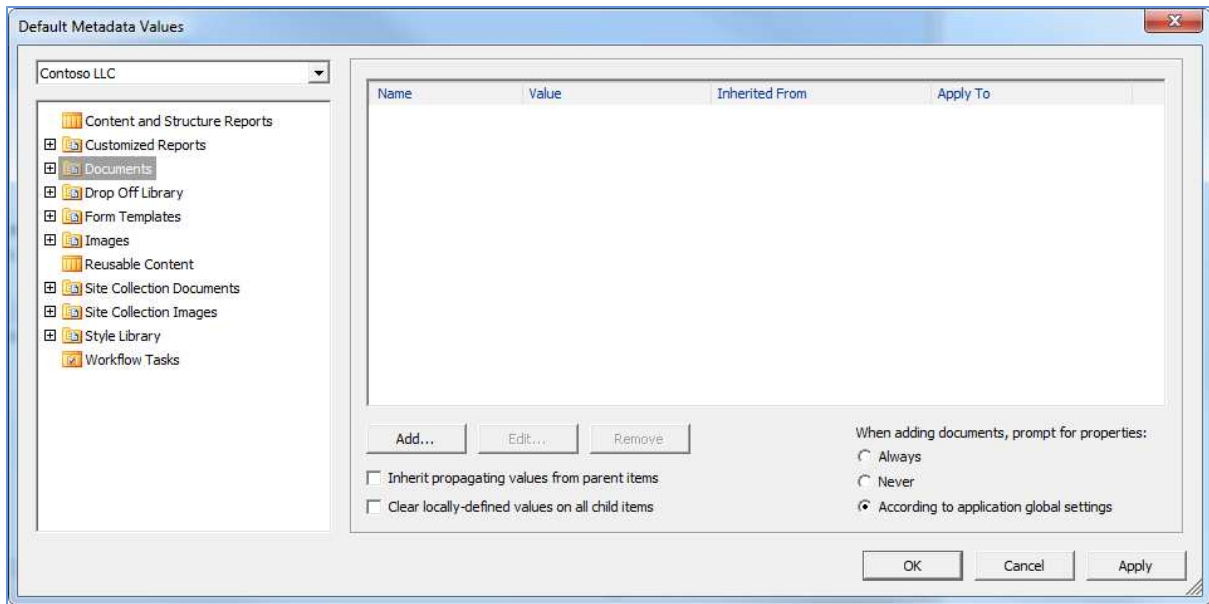 Default Metadata Values
Contoso LLC
Content and Structure Reports
Customized Reports
Documents
Drop Off Library
Form Templates
Images
Reusable Content
Site Collection Documents
Site Collection Images
Style Library
Workflow Tasks
Name Value Inherited From Apply To
Add... Edit... Remove
Inherit propagating values from parent items
Clear locally-defined values on all child items
When adding documents, prompt for properties:
Always
Never
According to application global settings
OK Cancel Apply